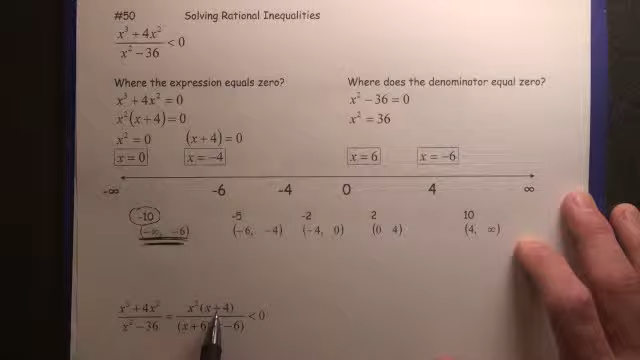 #50 Solving Rational Inequalities
x³ + 4x² / x² − 36 < 0
Where the expression equals zero? Where does the denominator equal zero?
x³ + 4x² = 0 x² − 36 = 0
x²(x + 4) = 0 x² = 36
x² = 0 (x + 4) = 0
x = 0 x = −4 x = 6 x = −6
-∞ -6 -4 0 4 ∞
-10 -5 -2 2 10
(−∞, −6) (−6, −4) (−4, 0) (0 4) (4, ∞)
x³ + 4x² / x² − 36 = x²(x + 4) / (x + 6) − 6) < 0